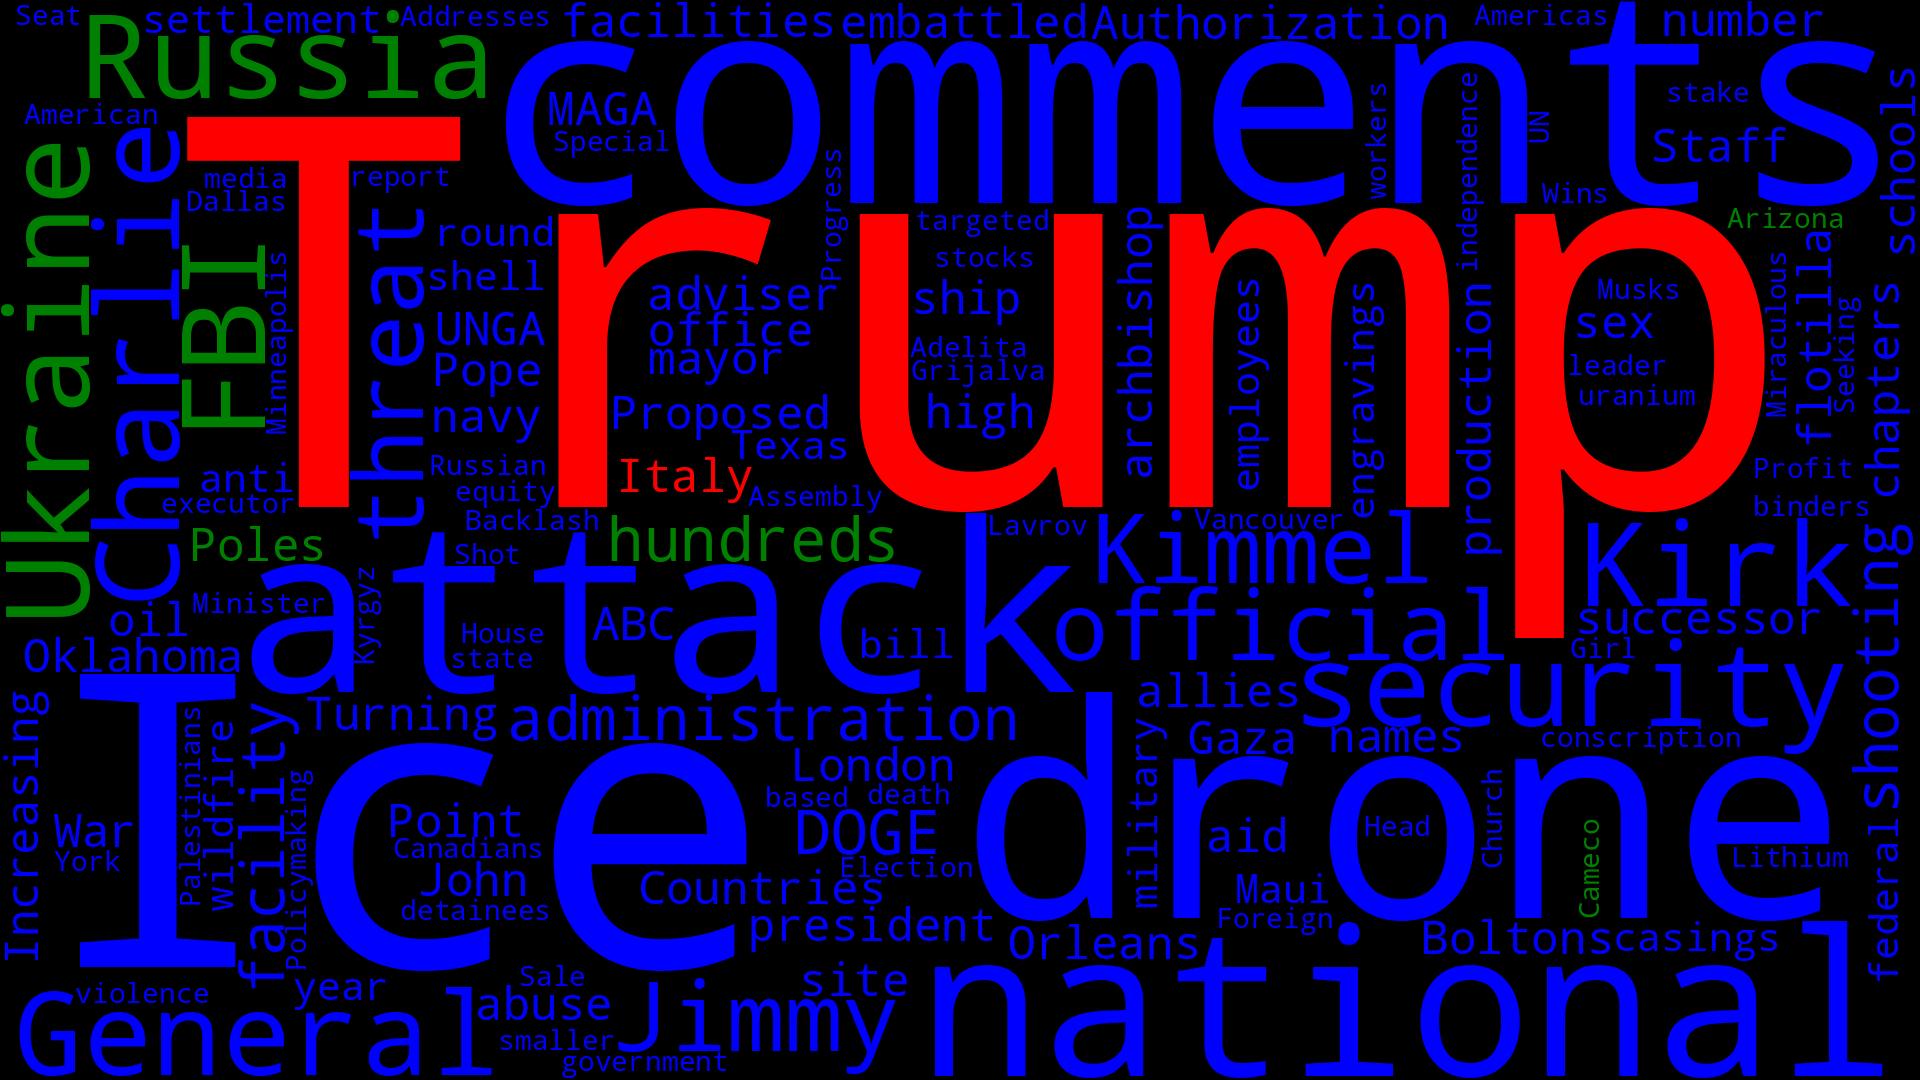 Seat
settlement
Addresses
facilities
embattled
Authorization
Americas
number
Russia
comments
MAGA
Special
stake
Staff
workers
independence
UN
schools
American
Ukraine
Charlie
FBI
Trump
media
Dallas
report
threat
Minneapolis
round
shell
UNGA
Pope
navy
Progress
adviser
office
mayor
Proposed
Texas
Italy
Russian
equity
Assembly
targeted
stocks
ship
Adelita
Grijalva
high
archbishop
employees
engravings
production
Wins
Arizona
Musks
sex
leader
uranium
Miraculous
flotilla
Seeking
chapters
Profit
binders
anti
executor
Poles
Backlash
Shot
hundreds
Lavrov
Vancouver
Kimmel
Kirk
attack
Kyrgyz
oil
Minister
Oklahoma
House
state
ABC
bill
official
successor
Girl
security
shooting
federal
Ice
Increasing
War
York
Palestinians
Wildfire
facility
Policymaking
Turning
administration
allies
Gaza
names
conscription
London
based
death
DOGE
Election
Point
Canadians
John
detainees
Countries
president
drone
military
aid
Head
Church
Cameco
Lithium
Maui
Foreign
Orleans
Boltons
casings
General
violence
year
Sale
abuse
smaller
government
Jimmy
site
national